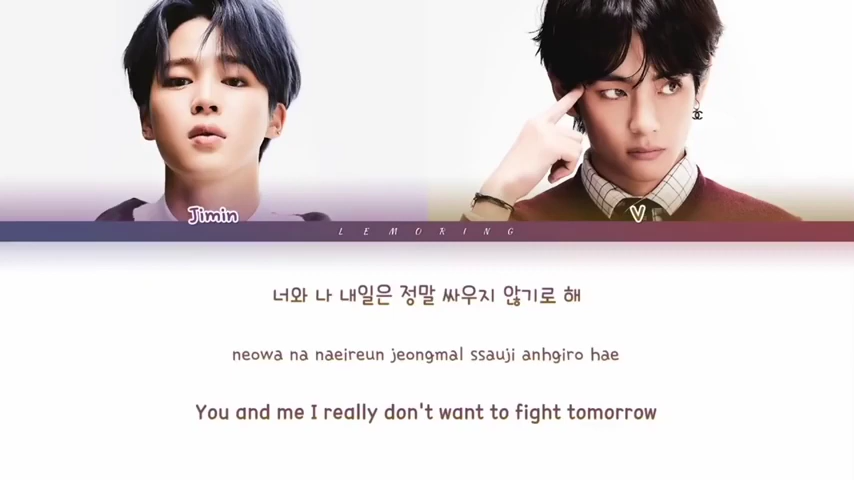 Jimin V
LEMORING
너와 나 내일은 정말 싸우지 않기로 해
neowa na naeireun jeongmal ssauji anhgiro hae
You and me I really don't want to fight tomorrow